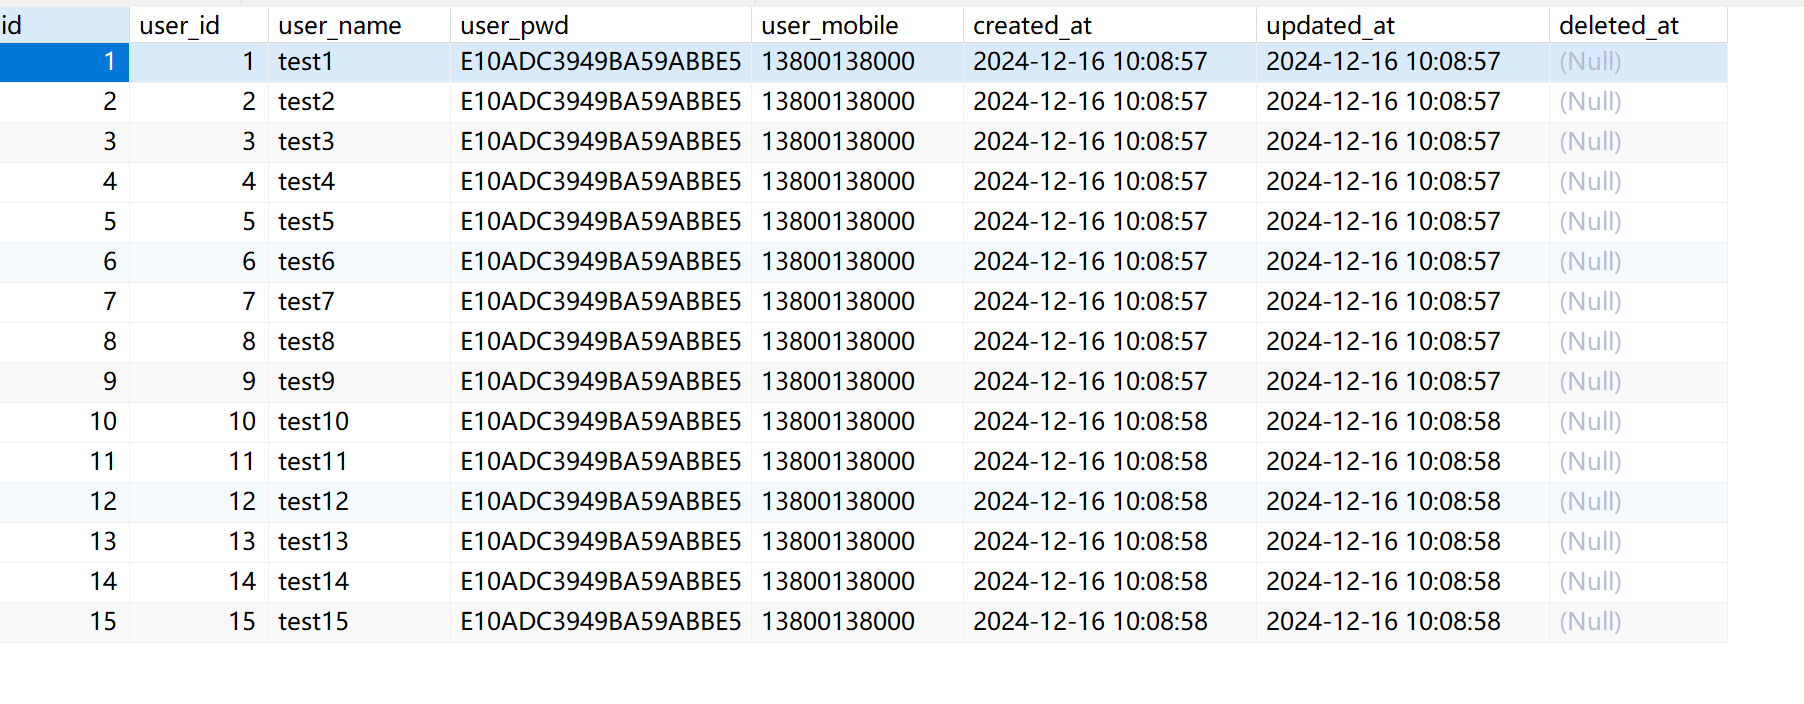 id user_id user_name user_pwd user_mobile created_at updated_at deleted_at
1 1 test1 E10ADC3949BA59ABBE5 13800138000 2024-12-16 10:08:57 2024-12-16 10:08:57 (Null)
2 2 test2 E10ADC3949BA59ABBE5 13800138000 2024-12-16 10:08:57 2024-12-16 10:08:57 (Null)
3 3 test3 E10ADC3949BA59ABBE5 13800138000 2024-12-16 10:08:57 2024-12-16 10:08:57 (Null)
4 4 test4 E10ADC3949BA59ABBE5 13800138000 2024-12-16 10:08:57 2024-12-16 10:08:57 (Null)
5 5 test5 E10ADC3949BA59ABBE5 13800138000 2024-12-16 10:08:57 2024-12-16 10:08:57 (Null)
6 6 test6 E10ADC3949BA59ABBE5 13800138000 2024-12-16 10:08:57 2024-12-16 10:08:57 (Null)
7 7 test7 E10ADC3949BA59ABBE5 13800138000 2024-12-16 10:08:57 2024-12-16 10:08:57 (Null)
8 8 test8 E10ADC3949BA59ABBE5 13800138000 2024-12-16 10:08:57 2024-12-16 10:08:57 (Null)
9 9 test9 E10ADC3949BA59ABBE5 13800138000 2024-12-16 10:08:57 2024-12-16 10:08:57 (Null)
10 10 test10 E10ADC3949BA59ABBE5 13800138000 2024-12-16 10:08:58 2024-12-16 10:08:58 (Null)
11 11 test11 E10ADC3949BA59ABBE5 13800138000 2024-12-16 10:08:58 2024-12-16 10:08:58 (Null)
12 12 test12 E10ADC3949BA59ABBE5 13800138000 2024-12-16 10:08:58 2024-12-16 10:08:58 (Null)
13 13 test13 E10ADC3949BA59ABBE5 13800138000 2024-12-16 10:08:58 2024-12-16 10:08:58 (Null)
14 14 test14 E10ADC3949BA59ABBE5 13800138000 2024-12-16 10:08:58 2024-12-16 10:08:58 (Null)
15 15 test15 E10ADC3949BA59ABBE5 13800138000 2024-12-16 10:08:58 2024-12-16 10:08:58 (Null)